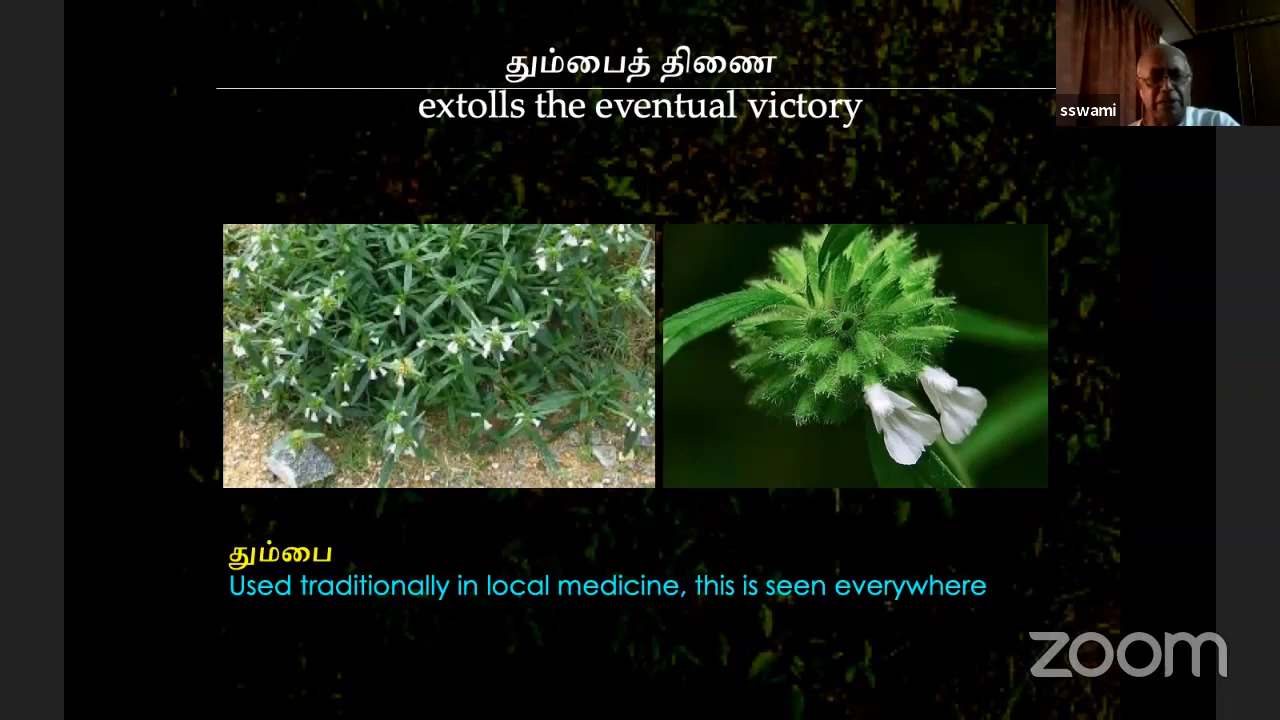 தும்பைத் திணை
extolls the eventual victory
sswami
தும்பை
Used traditionally in local medicine, this is seen everywhere
zoom